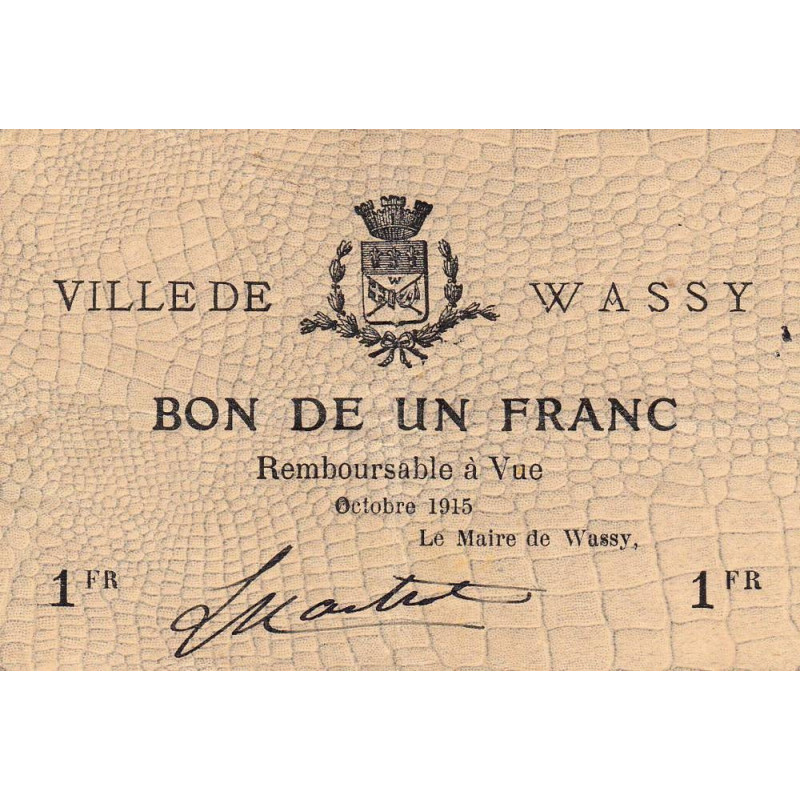 W
VILLE DE WASSY
BON DE UN FRANC
Remboursable à Vue
Octobre 1915
Le Maire de Wassy,
1 FR 1 FR